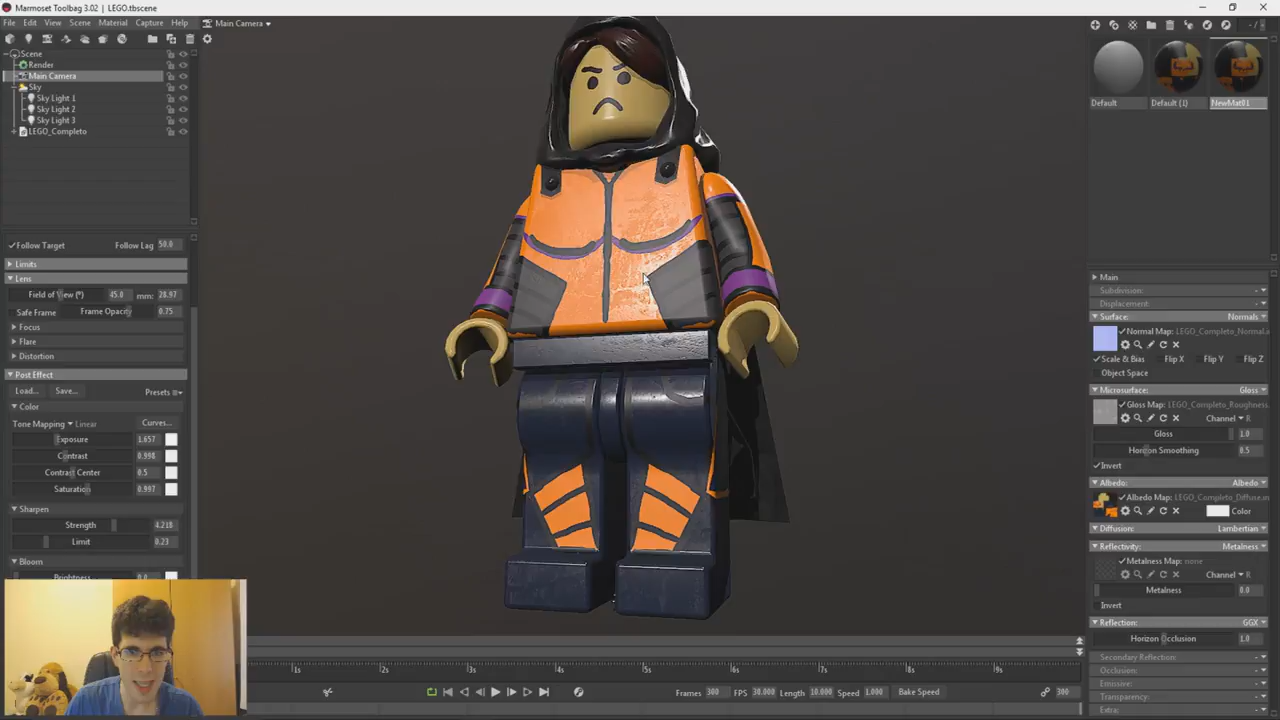 Marmoset Toolbag 3.02 - LEGO.tbscene
File Edit View Scene Material Capture Help
Main Camera
Scene
Render
Main Camera
Sky
Sky Light 1
Sky Light 2
Sky Light 3
LEGO_Completo
Follow Target Follow Lag 50.0
Limits
Lens
Field of View (°) 45.0 mm: 28.97
Safe Frame Frame Opacity 0.75
Focus
Flare
Distortion
Post Effect
Load... Save... Presets
Color
Tone Mapping Linear Curves...
Exposure 1.657
Contrast 0.998
Contrast Center 0.5
Saturation 0.997
Sharpen
Strength 4.218
Limit 0.23
Bloom
Brightness 0.0
1s 2s 3s 4s 5s 6s 7s 8s 9s
Frames 300 FPS 30.000 Length 10.000 Speed 1.000 Bake Speed 300
Default Default (1) NewMat01
Main
Subdivision:
Displacement:
Surface: Normals
Normal Map: LEGO_Completo_Normal.
Scale & Bias Flip X Flip Y Flip Z
Object Space
Microsurface: Gloss
Gloss Map: LEGO_Completo_Roughness.
Channel R
Gloss 1.0
Horizon Smoothing 0.5
Invert
Albedo: Albedo
Albedo Map: LEGO_Completo_Diffuse.
Color
Diffusion: Lambertian
Reflectivity: Metalness
Metalness Map: none
Channel R
Metalness 0.0
Invert
Reflection: GGX
Horizon Occlusion 1.0
Secondary Reflection:
Occlusion:
Emissive:
Transparency:
Extra: